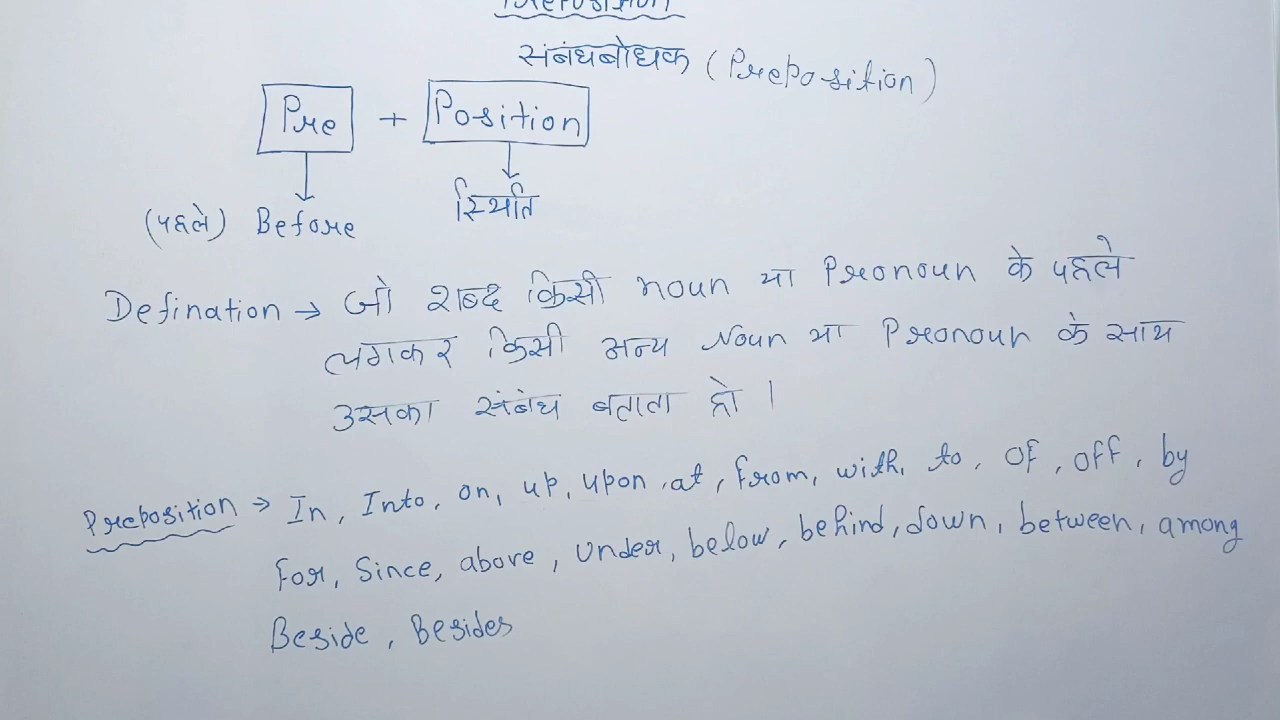 Preposition
संबंधबोधक (Preposition)
Pre + Position
(पहले) Before स्थिति
Defination → जो शब्द किसी noun या Pronoun के पहले
लगकर किसी अन्य Noun या Pronoun के साथ
उसका संबंध बताता हो ।
Preposition → In, Into, on, up, upon, at, from, with, to, of, off, by
for, Since, above, Under, below, behind, down, between, among
Beside, Besides